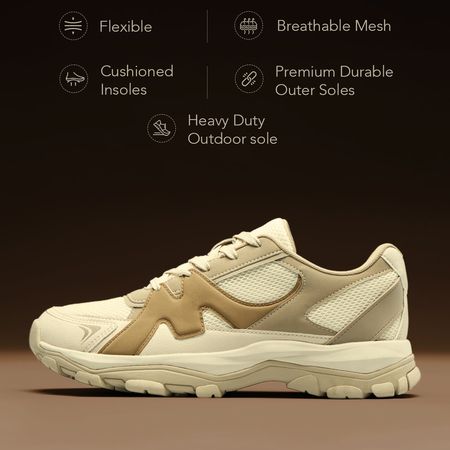 Flexible
Breathable Mesh
Cushioned
Insoles
Premium Durable
Outer Soles
Heavy Duty
Outdoor sole